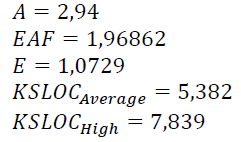 A = 2,94
EAF = 1,96862
E = 1,0729
KSLOC_Average = 5,382
KSLOC_High = 7,839